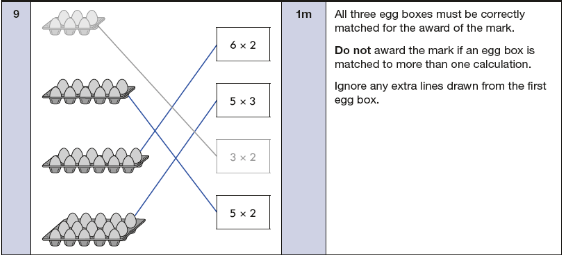 9
6 × 2
5 × 3
3 × 2
5 × 2
1m
All three egg boxes must be correctly
matched for the award of the mark.
Do not award the mark if an egg box is
matched to more than one calculation.
Ignore any extra lines drawn from the first
egg box.